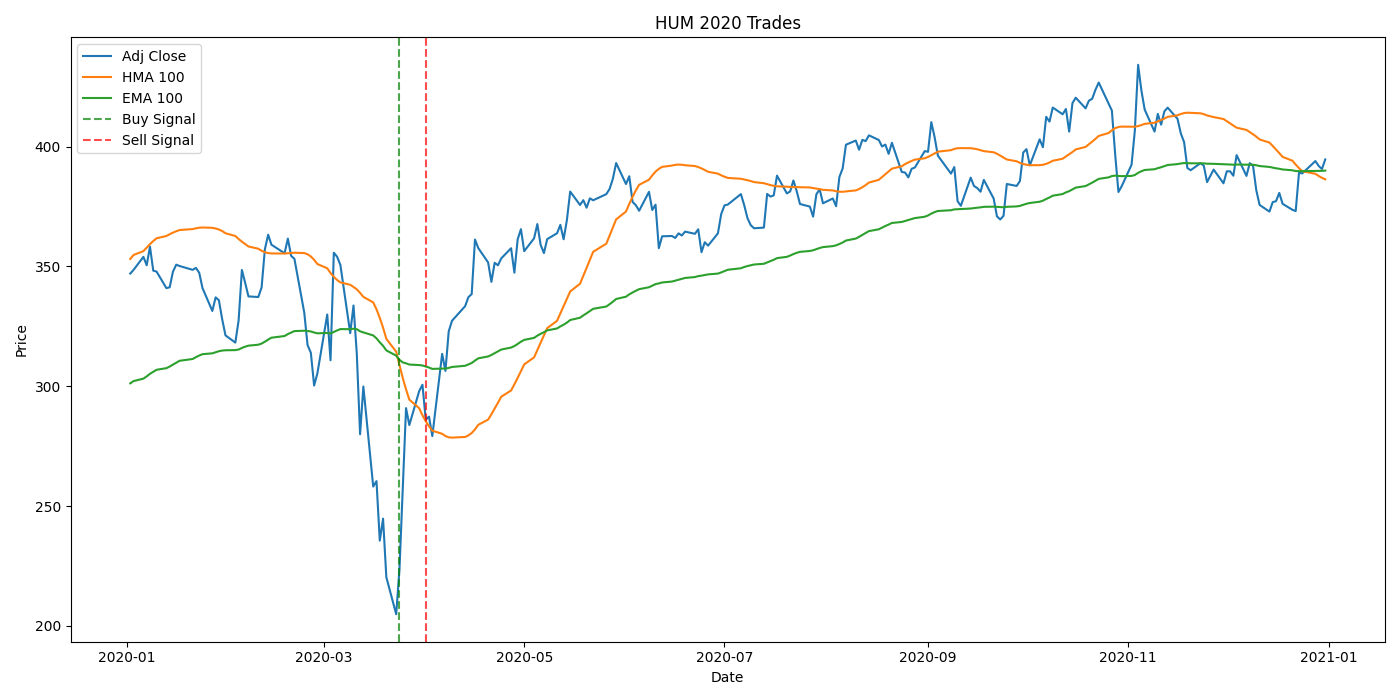 HUM 2020 Trades
Adj Close
HMA 100
EMA 100
Buy Signal
Sell Signal
Price
400
350
300
250
200
2020-01
2020-03
2020-05
2020-07
2020-09
2020-11
2021-01
Date